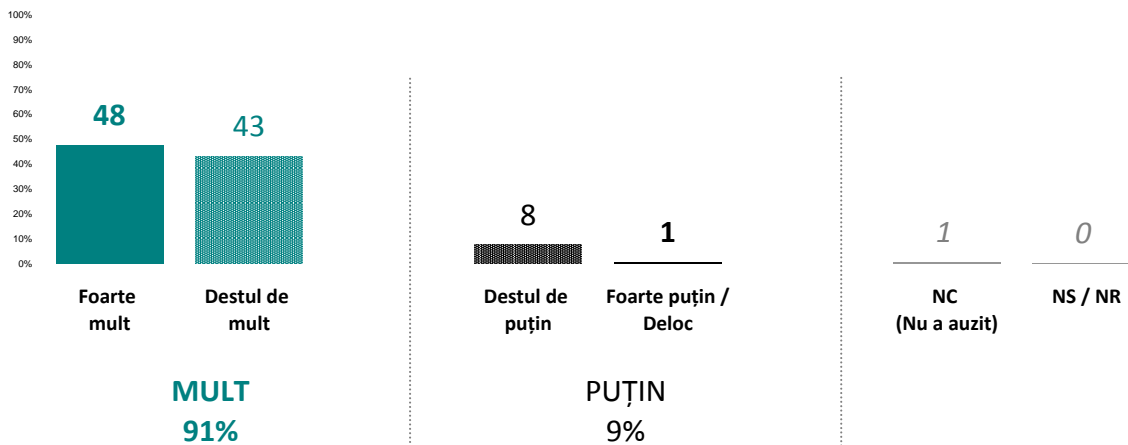 100%
90%
80%
70%
60%
50%
40%
30%
20%
10%
0%
48
43
8
1
1
0
Foarte
mult
Destul de
mult
Destul de
puțin
Foarte puțin /
Deloc
NC
(Nu a auzit)
NS / NR
MULT
91%
PUȚIN
9%